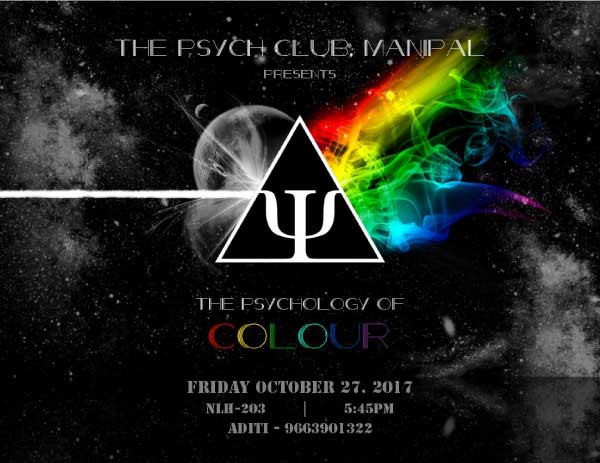 THE PSYCH CLUB, MANIPAL
PRESENTS
Ψ
THE PSYCHOLOGY OF
COLOUR
FRIDAY OCTOBER 27. 2017
NLH-203 | 5:45PM
ADITI - 9663901322